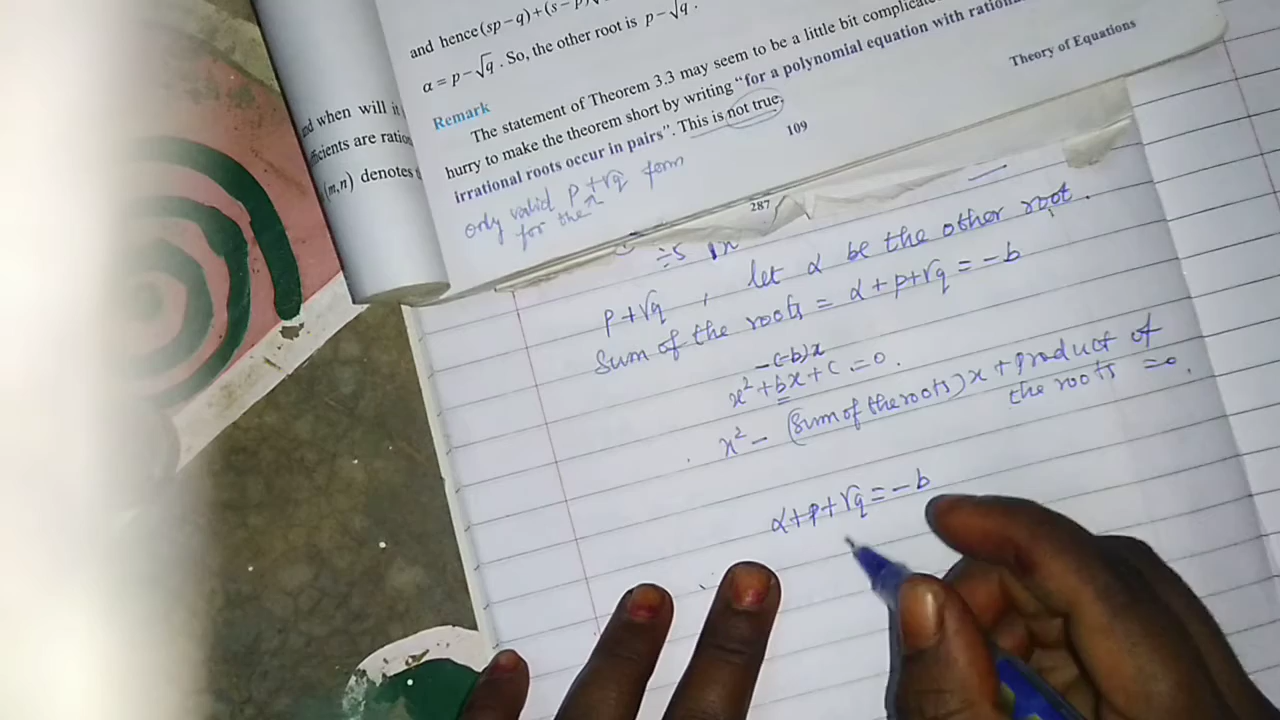 and hence (sp – q) + (s – p)√
α = p – √q . So, the other root is p – √q .
Remark
The statement of Theorem 3.3 may seem to be a little bit complicate
hurry to make the theorem short by writing “for a polynomial equation with rationa
irrational roots occur in pairs”. This is not true.
Theory of Equations
109
nd when will it
fficients are ratio
(m,n) denotes
only valid p+√q form
for the x
287
p+√q , let α be the other root.
Sum of the roots = α+p+√q = -b
-(-b)x
x² + bx + c = 0.
x² - (sum of the roots)x + product of
the roots = 0.
α+p+√q = -b